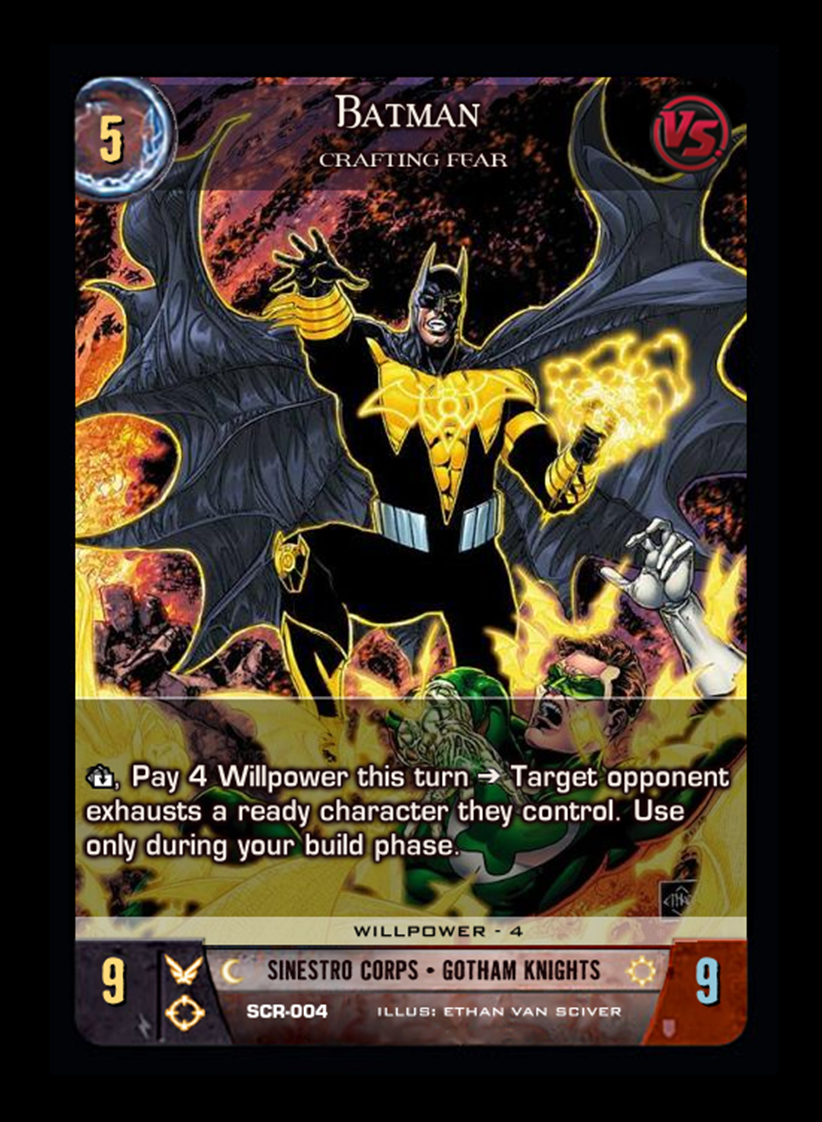 5
BATMAN
CRAFTING FEAR
VS.
, Pay 4 Willpower this turn ➔ Target opponent
exhausts a ready character they control. Use
only during your build phase.
WILLPOWER - 4
9
SINESTRO CORPS • GOTHAM KNIGHTS
9
SCR-004
ILLUS: ETHAN VAN SCIVER